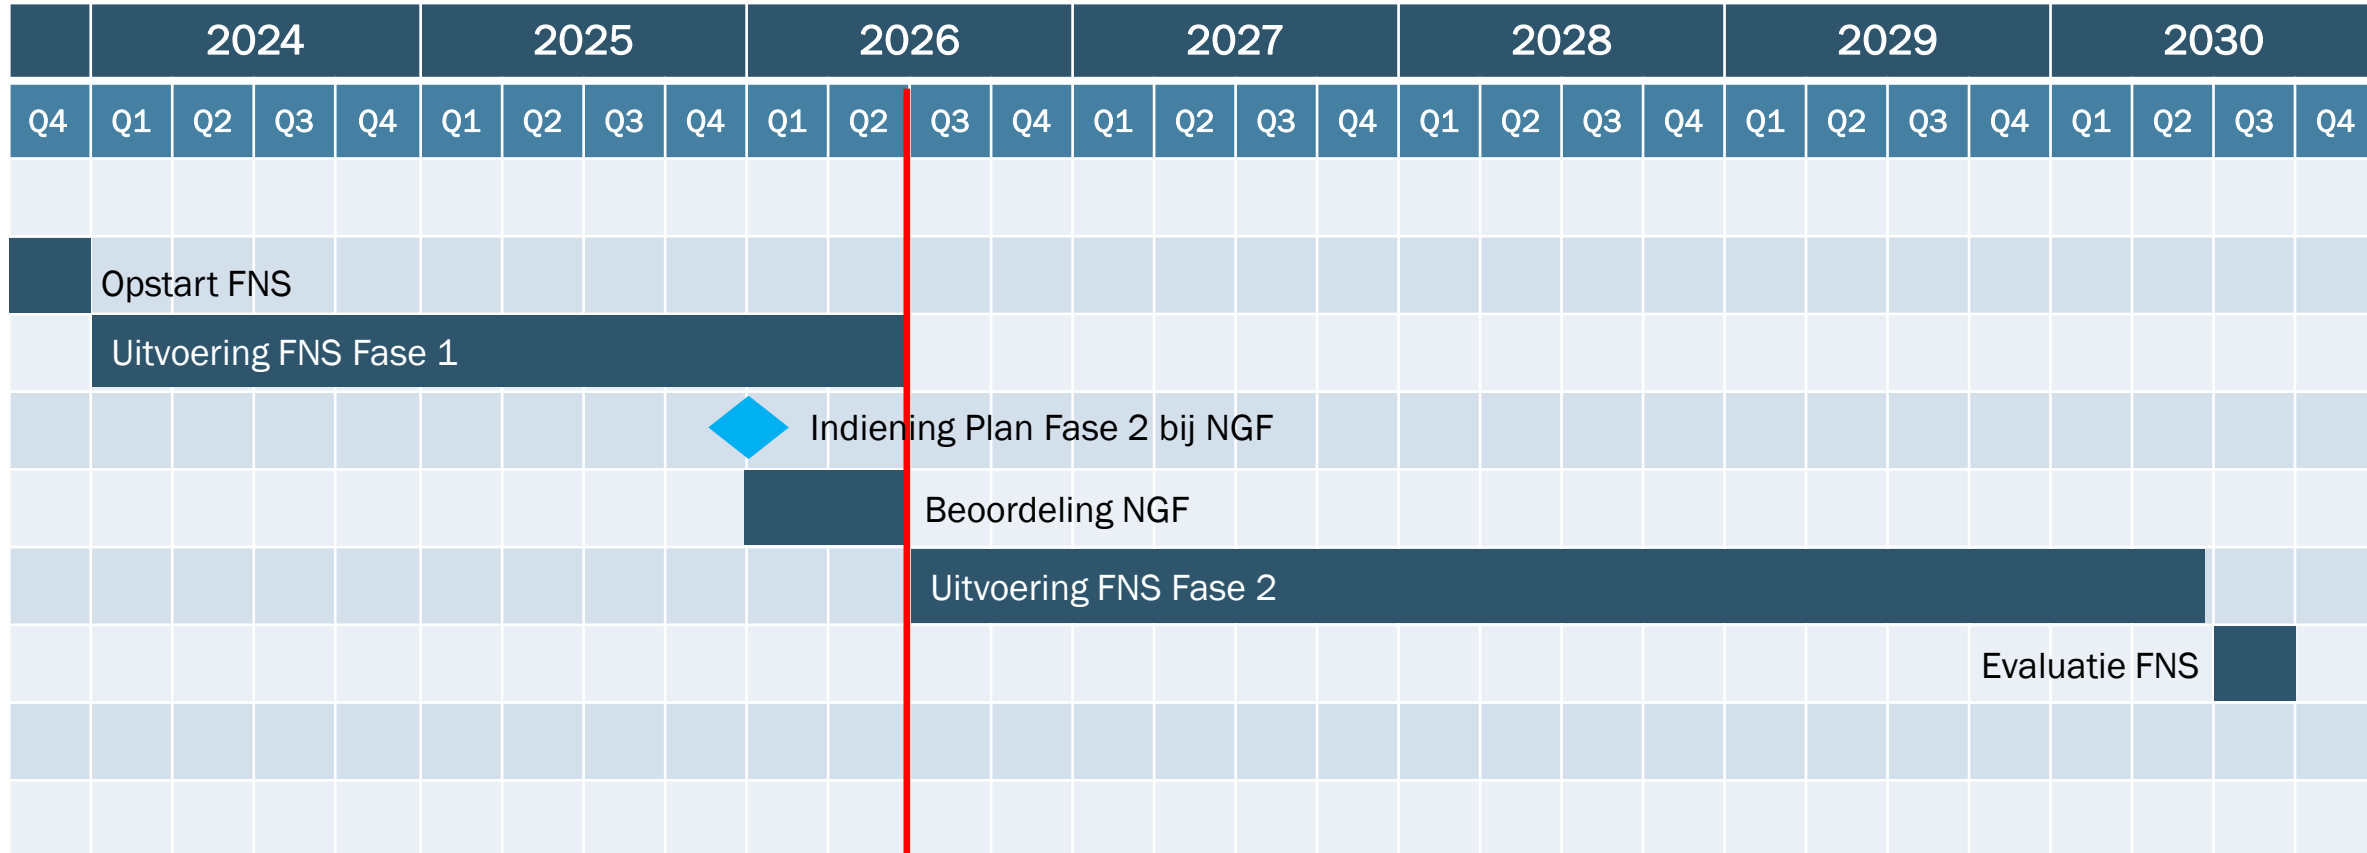 2024 2025 2026 2027 2028 2029 2030
Q4 Q1 Q2 Q3 Q4 Q1 Q2 Q3 Q4 Q1 Q2 Q3 Q4 Q1 Q2 Q3 Q4 Q1 Q2 Q3 Q4 Q1 Q2 Q3 Q4 Q1 Q2 Q3 Q4
Opstart FNS
Uitvoering FNS Fase 1
Indiening Plan Fase 2 bij NGF
Beoordeling NGF
Uitvoering FNS Fase 2
Evaluatie FNS